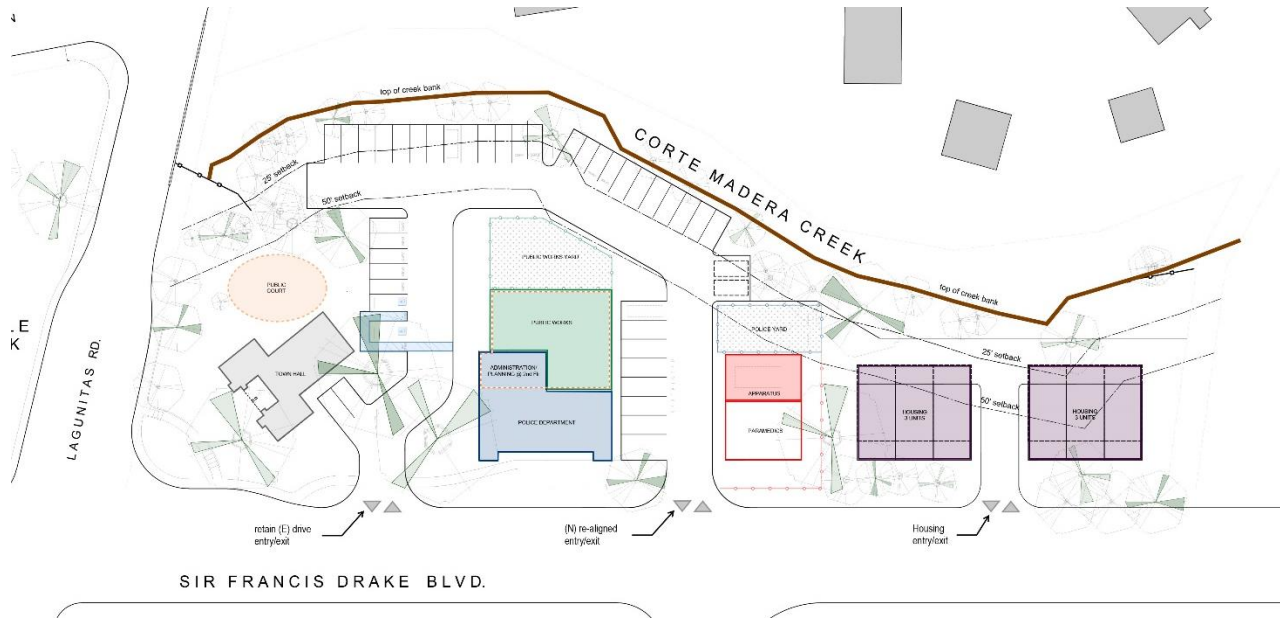 N
top of creek bank
CORTE MADERA CREEK
25' setback
50' setback
PUBLIC WORKS YARD
PUBLIC
COURT
PUBLIC WORKS
LE
K
POLICE YARD
top of creek bank
TOWN HALL
ADMINISTRATION/
PLANNING @ 2nd Flr
25' setback
APPARATUS
50' setback
HOUSING
3 UNITS
HOUSING
3 UNITS
LAGUNITAS RD.
POLICE DEPARTMENT
PARAMEDICS
retain (E) drive
entry/exit
(N) re-aligned
entry/exit
Housing
entry/exit
SIR FRANCIS DRAKE BLVD.